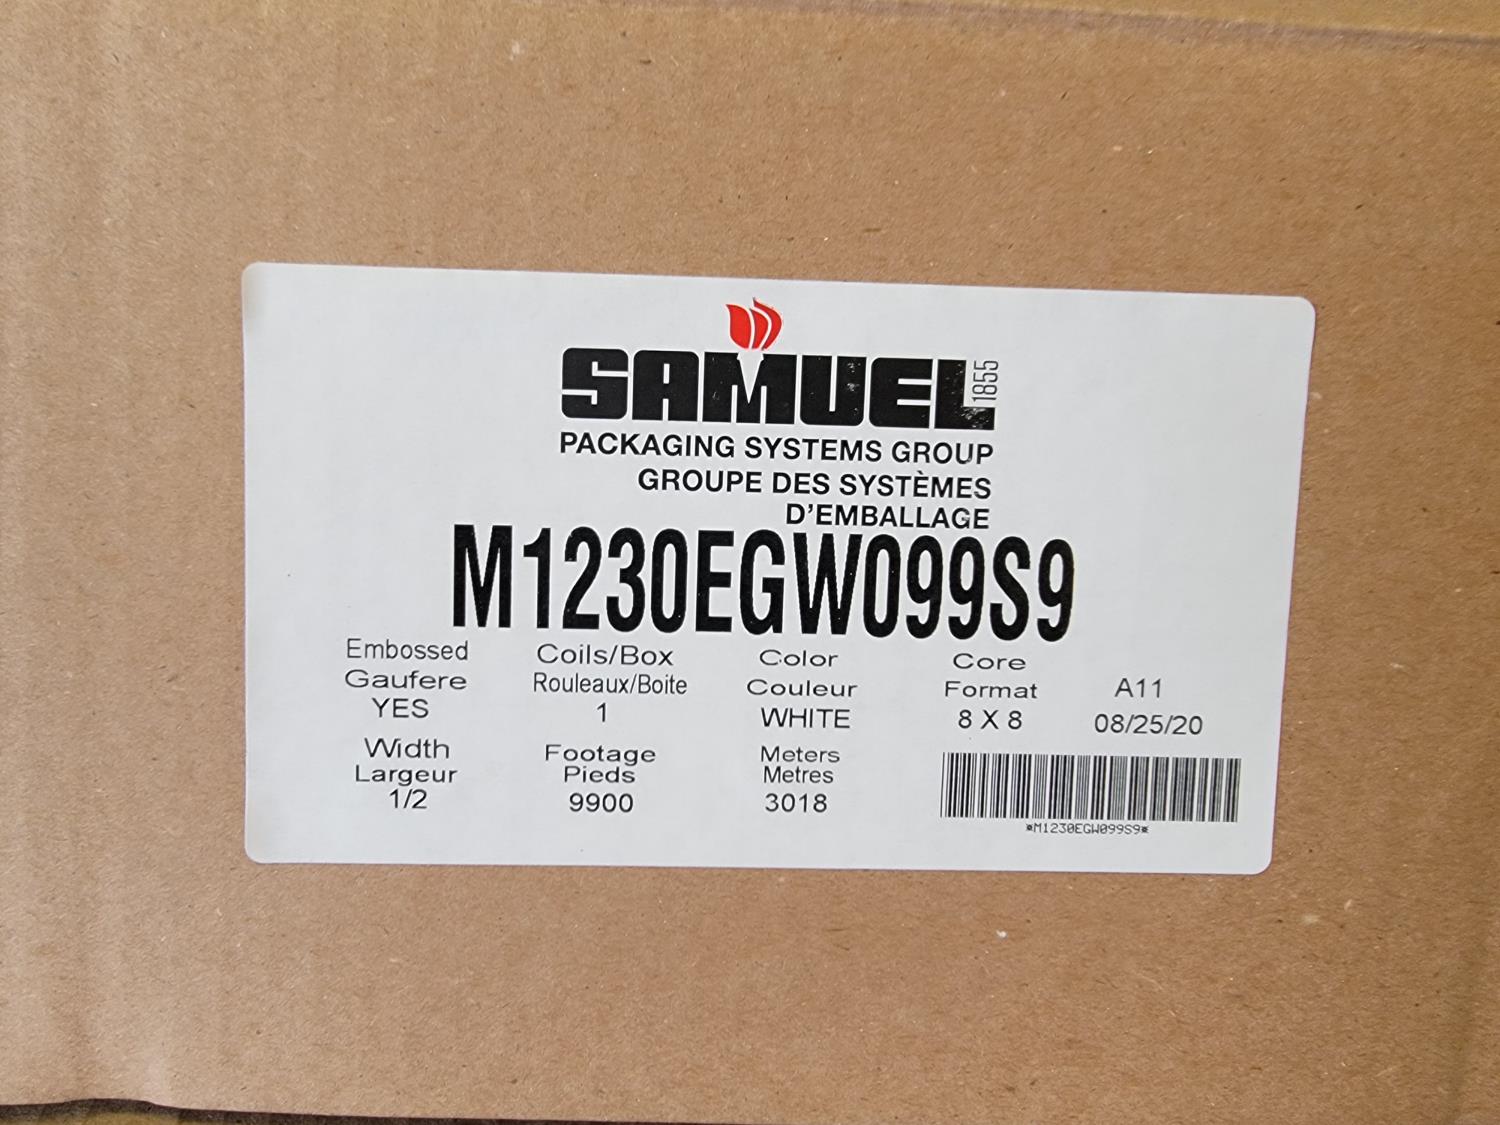 SAMUEL 1855
PACKAGING SYSTEMS GROUP
GROUPE DES SYSTÈMES
D'EMBALLAGE
M1230EGW099S9
Embossed
Gaufere
YES
Coils/Box
Rouleaux/Boite
1
Color
Couleur
WHITE
Core
Format
8 X 8
A11
08/25/20
Width
Largeur
1/2
Footage
Pieds
9900
Meters
Metres
3018
*M1230EGW099S9*